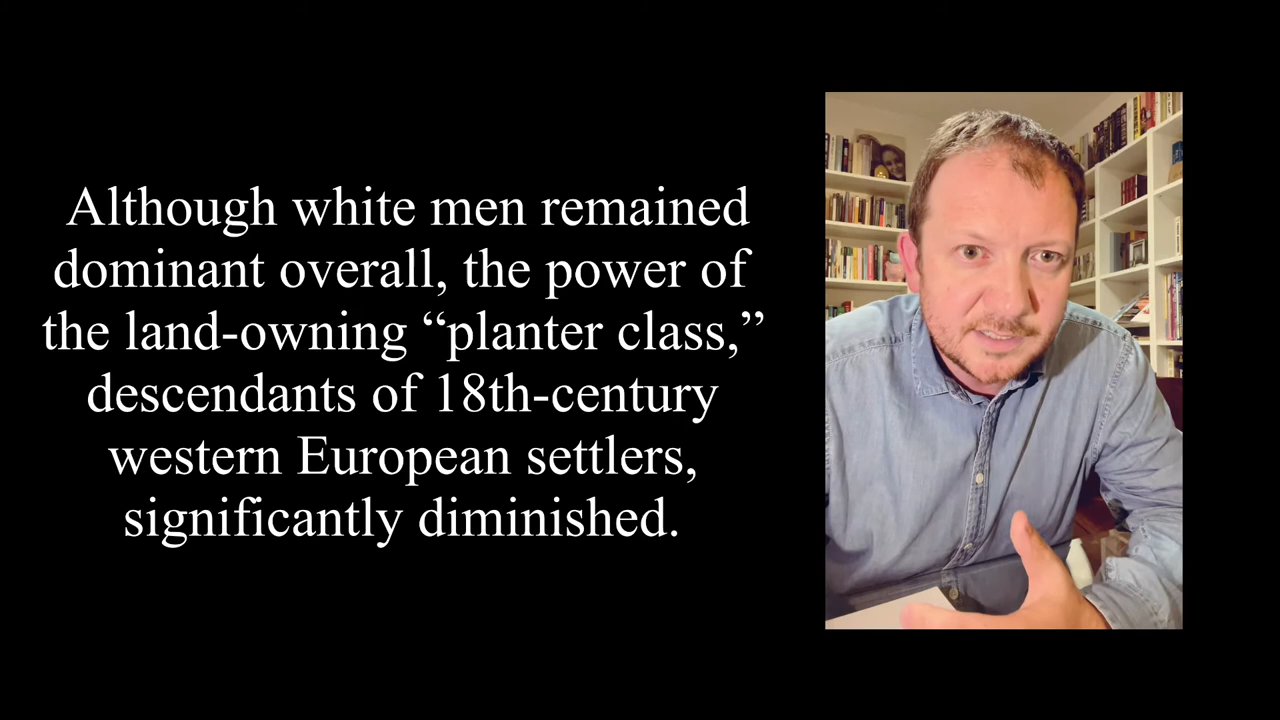 Although white men remained
dominant overall, the power of
the land-owning “planter class,”
descendants of 18th-century
western European settlers,
significantly diminished.